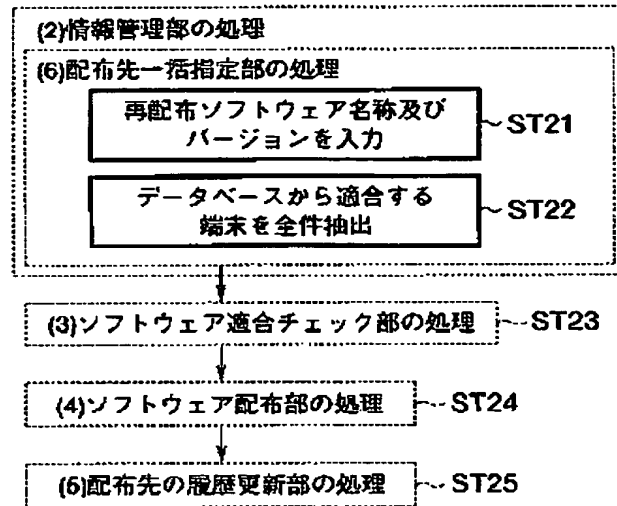 (2)情報管理部の処理
(6)配布先一括指定部の処理
再配布ソフトウェア名称及び
バージョンを入力
ST21
データベースから適合する
端末を全件抽出
ST22
(3)ソフトウェア適合チェック部の処理
ST23
(4)ソフトウェア配布部の処理
ST24
(5)配布先の履歴更新部の処理
ST25